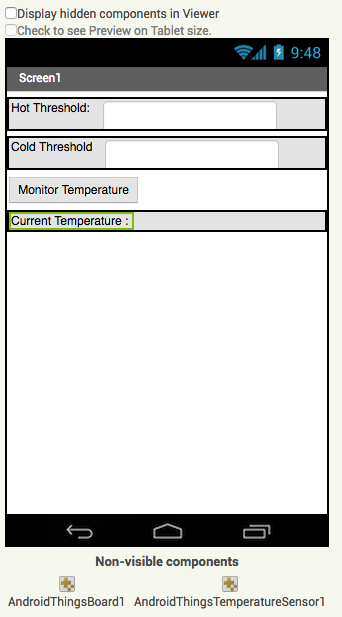 Display hidden components in Viewer
Check to see Preview on Tablet size.
9:48
Screen1
Hot Threshold:
Cold Threshold
Monitor Temperature
Current Temperature :
Non-visible components
AndroidThingsBoard1 AndroidThingsTemperatureSensor1